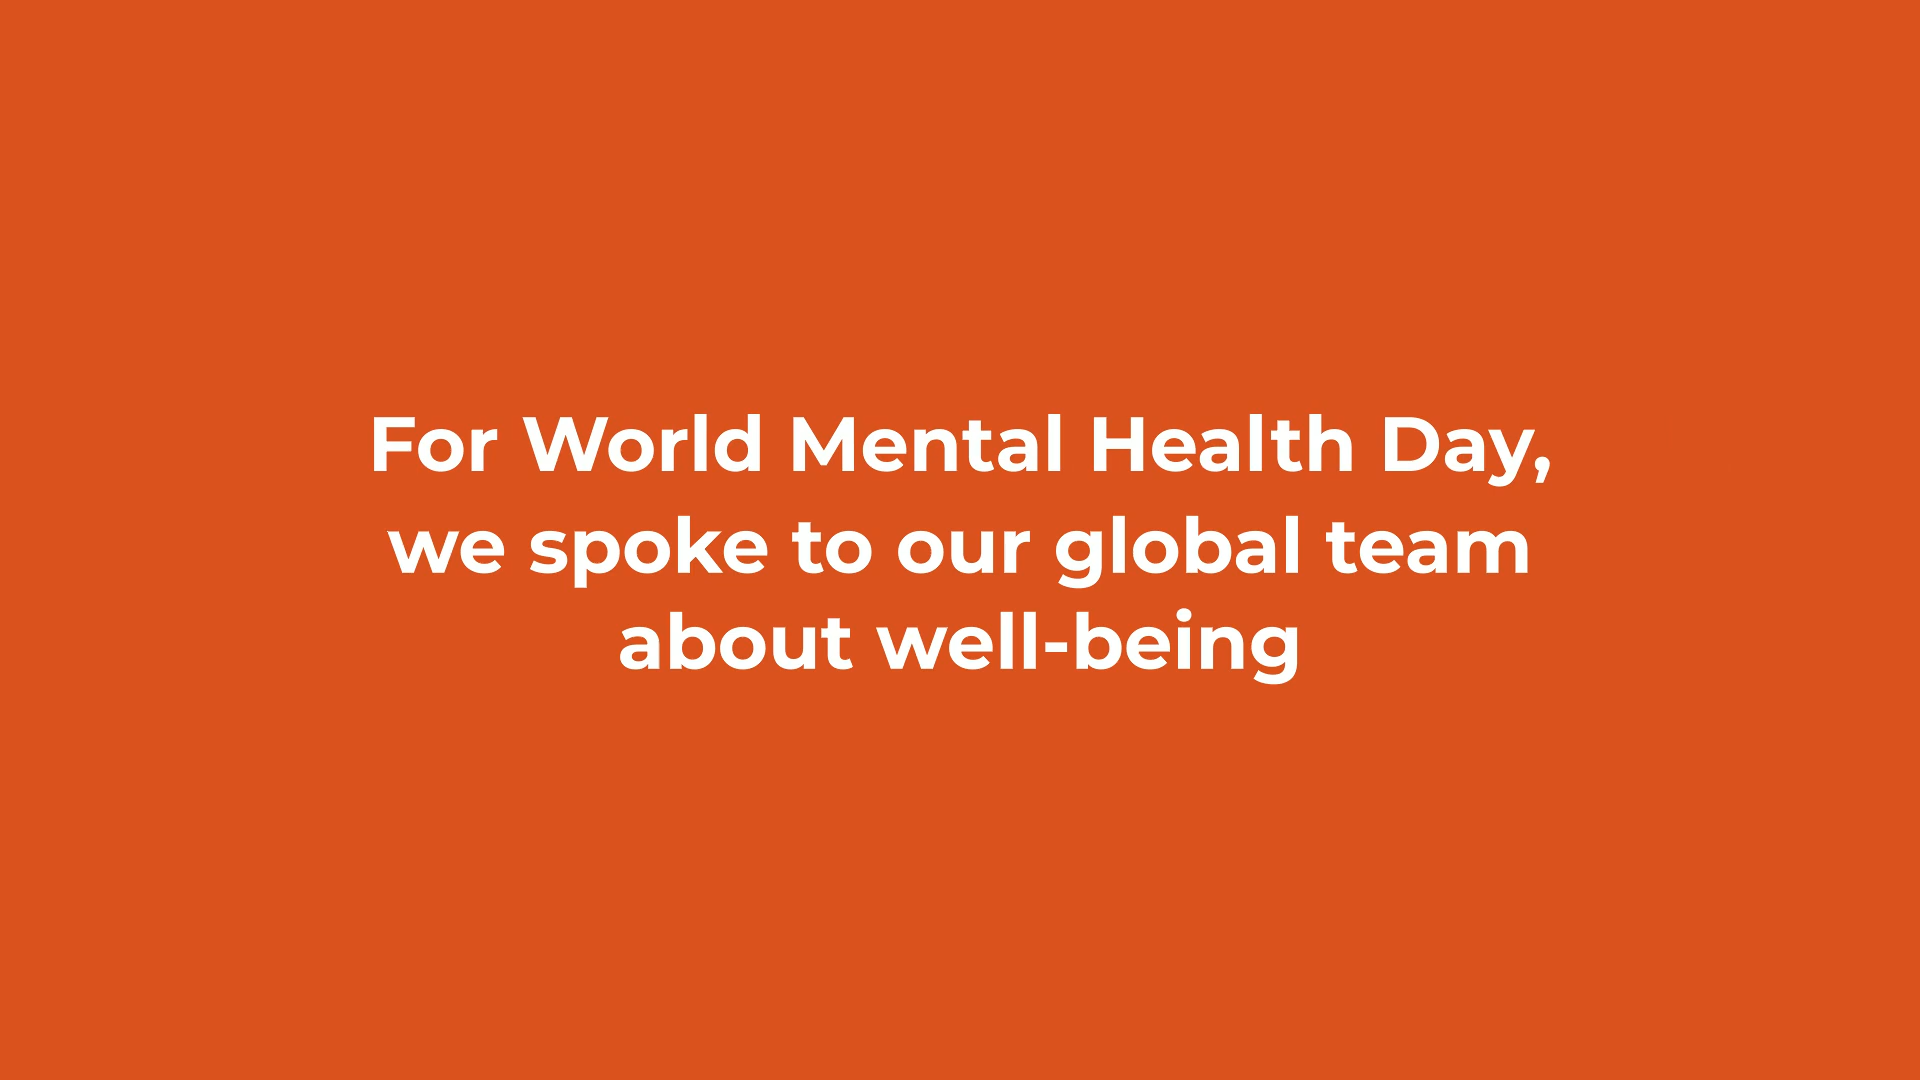 For World Mental Health Day,
we spoke to our global team
about well-being